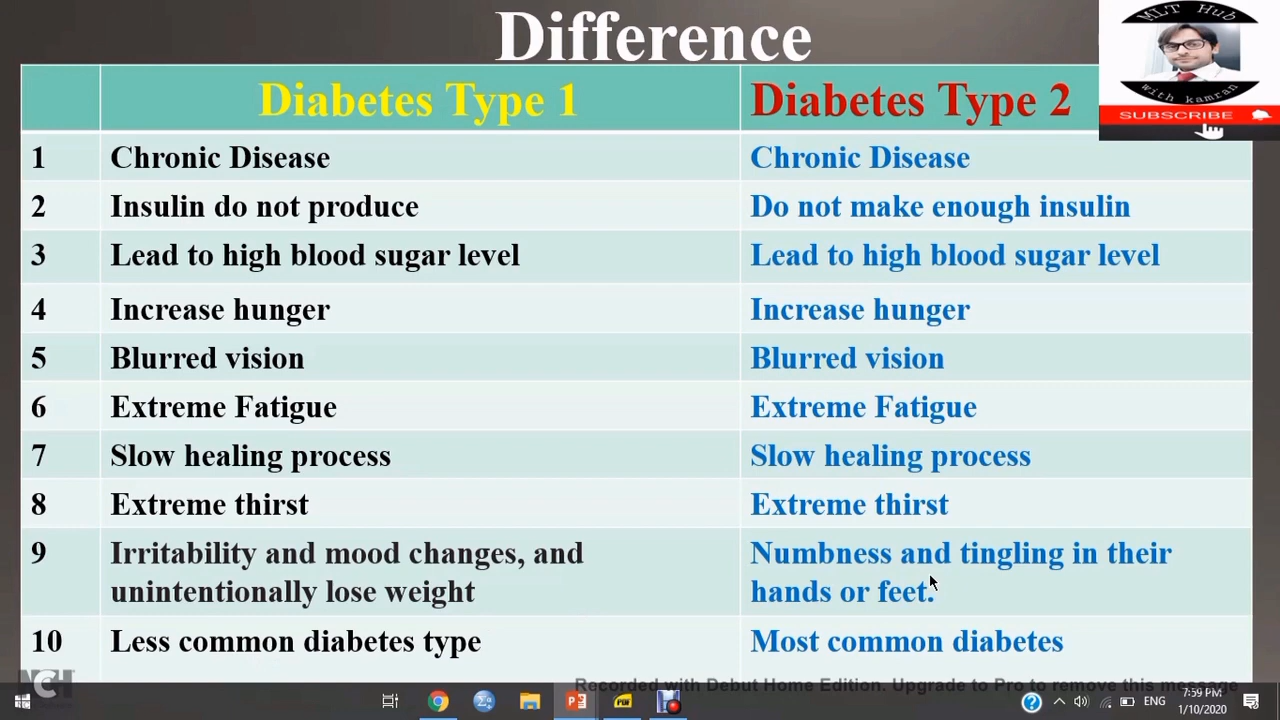 Difference
MLT Hub
with kamran
SUBSCRIBE
Diabetes Type 1 Diabetes Type 2
1 Chronic Disease Chronic Disease
2 Insulin do not produce Do not make enough insulin
3 Lead to high blood sugar level Lead to high blood sugar level
4 Increase hunger Increase hunger
5 Blurred vision Blurred vision
6 Extreme Fatigue Extreme Fatigue
7 Slow healing process Slow healing process
8 Extreme thirst Extreme thirst
9 Irritability and mood changes, and Numbness and tingling in their
unintentionally lose weight hands or feet.
10 Less common diabetes type Most common diabetes
NCH
Recorded with Debut Home Edition. Upgrade to Pro to remove this message
ENG
7:59 PM
1/10/2020